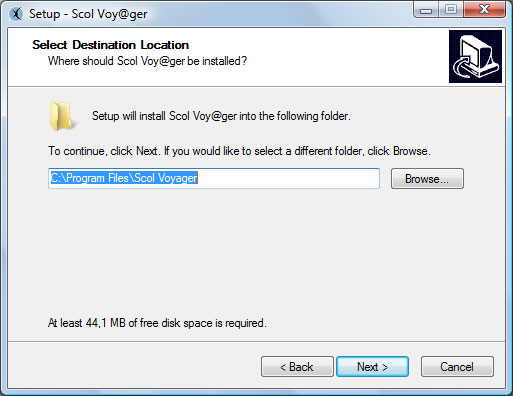 Setup - Scol Voy@ger
Select Destination Location
Where should Scol Voy@ger be installed?
Setup will install Scol Voy@ger into the following folder.
To continue, click Next. If you would like to select a different folder, click Browse.
C:\Program Files\Scol Voyager
Browse...
At least 44,1 MB of free disk space is required.
< Back
Next >
Cancel